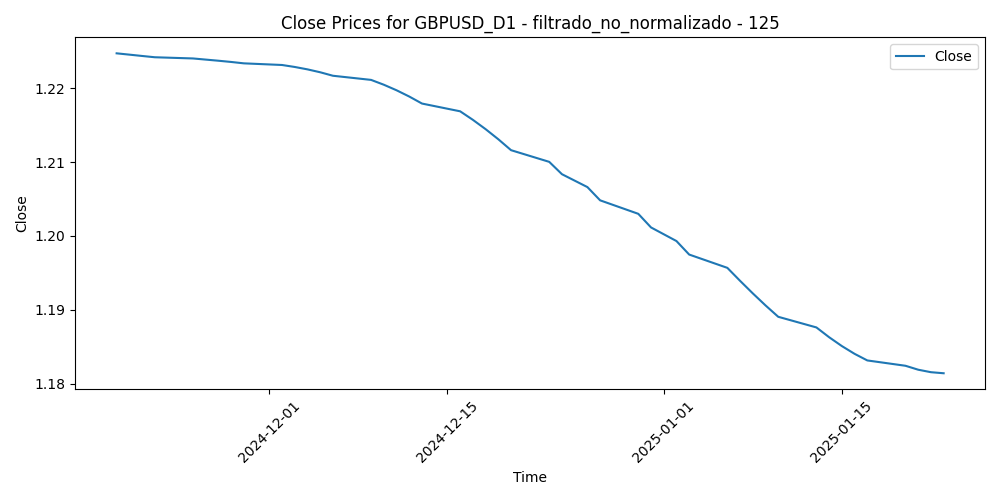 Close Prices for GBPUSD_D1 - filtrado_no_normalizado - 125
Close
1.22
1.21
1.20
1.19
1.18
Close
2024-12-01
2024-12-15
2025-01-01
2025-01-15
Time